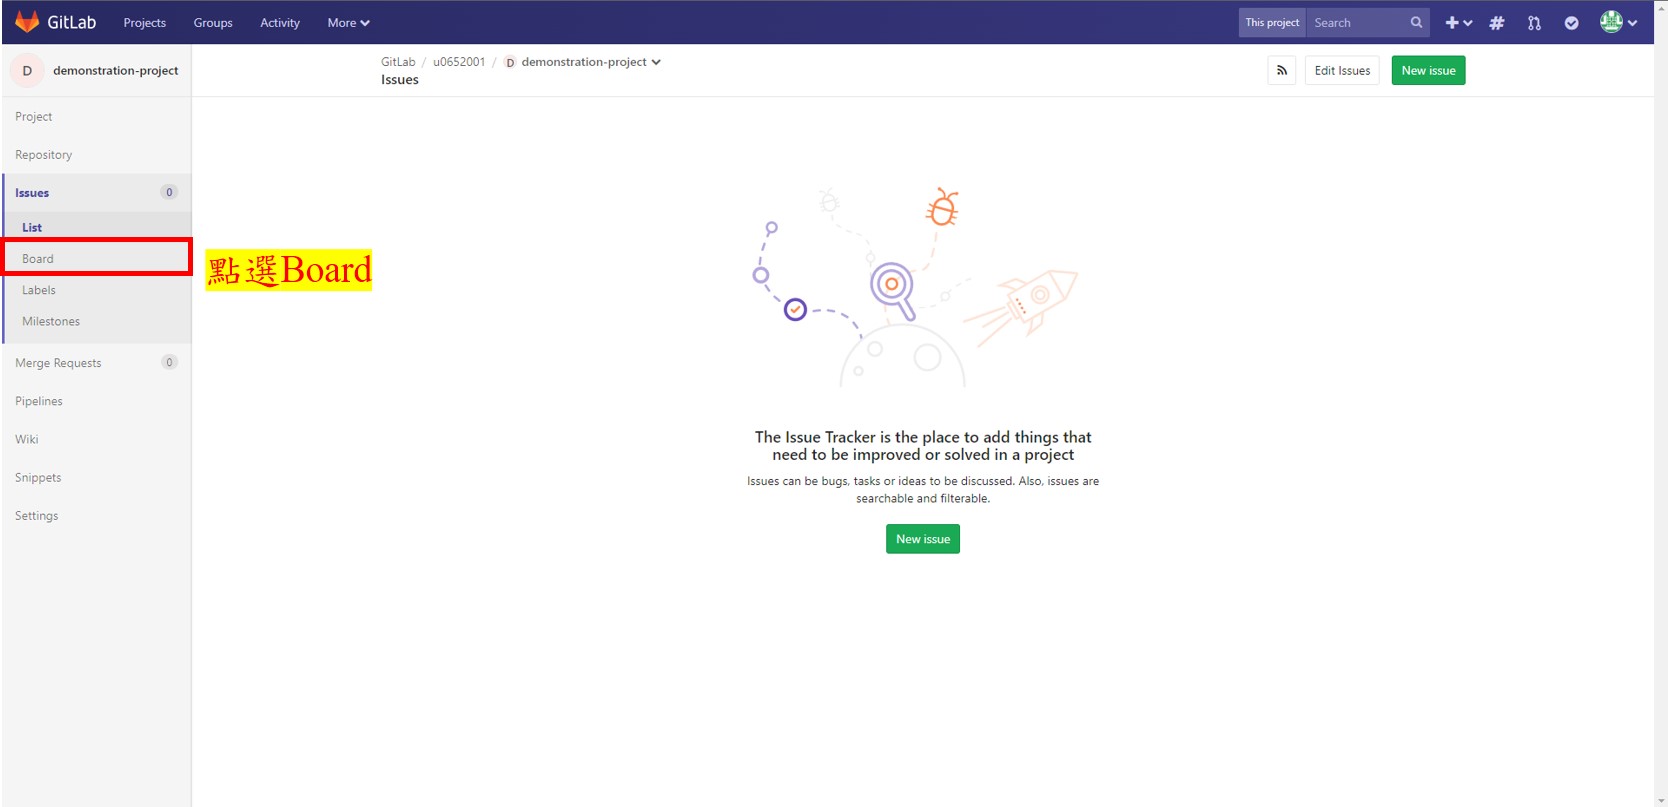 GitLab Projects Groups Activity More This project Search
D demonstration-project
GitLab / u0652001 / D demonstration-project
Issues
Edit Issues New issue
Project
Repository
Issues 0
List
Board
點選Board
Labels
Milestones
Merge Requests 0
Pipelines
Wiki
Snippets
Settings
The Issue Tracker is the place to add things that
need to be improved or solved in a project
Issues can be bugs, tasks or ideas to be discussed. Also, issues are
searchable and filterable.
New issue